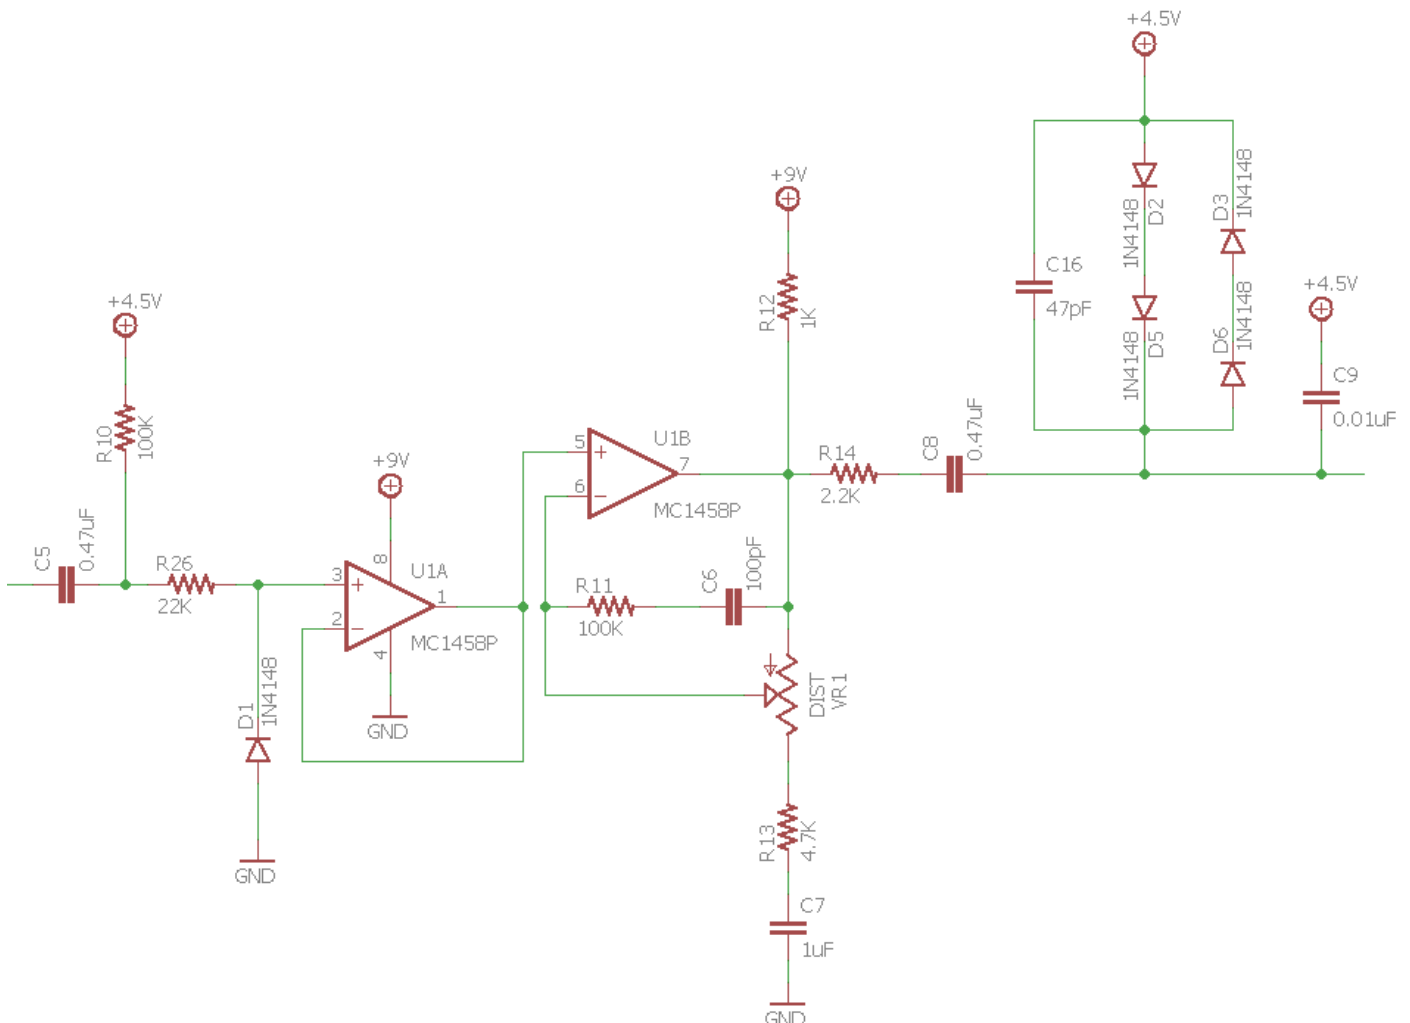 +4.5V
C16
47pF
D2
1N4148
D5
1N4148
D3
1N4148
D6
1N4148
+4.5V
C9
0.01uF
+9V
R12
1K
+4.5V
R10
100K
C5
0.47uF
R26
22K
D1
1N4148
GND
+9V
8
3
+
2
−
1
4
U1A
MC1458P
GND
5
+
6
−
7
U1B
MC1458P
R14
2.2K
C8
0.47uF
R11
100K
C6
100pF
DIST
VR1
R13
4.7K
C7
1uF
GND